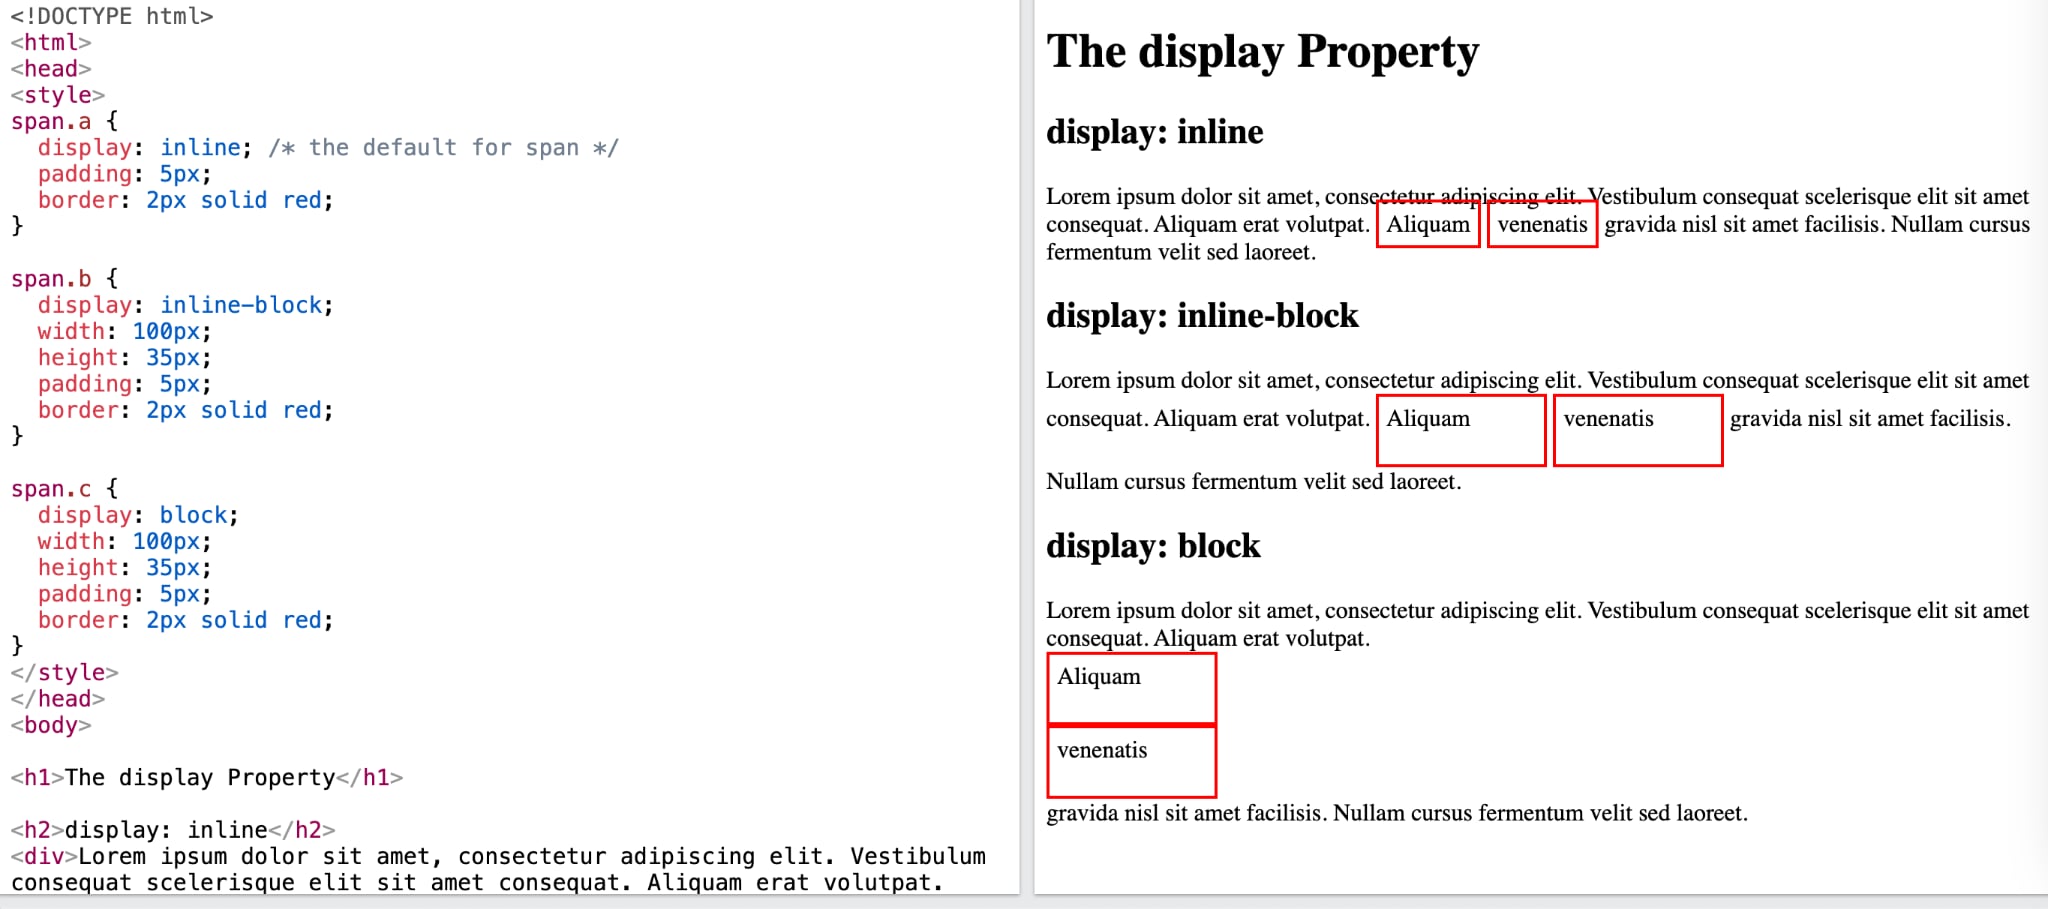 <!DOCTYPE html>
<html>
<head>
<style>
span.a {
  display: inline; /* the default for span */
  padding: 5px;
  border: 2px solid red;
}

span.b {
  display: inline-block;
  width: 100px;
  height: 35px;
  padding: 5px;
  border: 2px solid red;
}

span.c {
  display: block;
  width: 100px;
  height: 35px;
  padding: 5px;
  border: 2px solid red;
}
</style>
</head>
<body>

<h1>The display Property</h1>

<h2>display: inline</h2>
<div>Lorem ipsum dolor sit amet, consectetur adipiscing elit. Vestibulum
consequat scelerisque elit sit amet consequat. Aliquam erat volutpat.
The display Property
display: inline
Lorem ipsum dolor sit amet, consectetur adipiscing elit. Vestibulum consequat scelerisque elit sit amet
consequat. Aliquam erat volutpat. Aliquam venenatis gravida nisl sit amet facilisis. Nullam cursus
fermentum velit sed laoreet.
display: inline-block
Lorem ipsum dolor sit amet, consectetur adipiscing elit. Vestibulum consequat scelerisque elit sit amet
consequat. Aliquam erat volutpat. Aliquam venenatis gravida nisl sit amet facilisis.
Nullam cursus fermentum velit sed laoreet.
display: block
Lorem ipsum dolor sit amet, consectetur adipiscing elit. Vestibulum consequat scelerisque elit sit amet
consequat. Aliquam erat volutpat.
Aliquam
venenatis
gravida nisl sit amet facilisis. Nullam cursus fermentum velit sed laoreet.